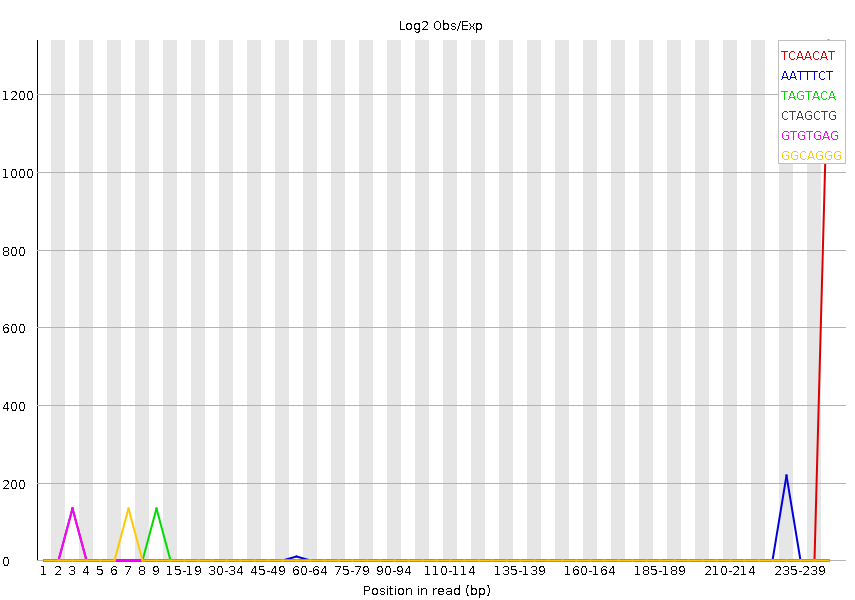 Log2 Obs/Exp
TCAACAT
AATTTCT
TAGTACA
CTAGCTG
GTGTGAG
GGCAGGG
1200
1000
800
600
400
200
0
1 2 3 4 5 6 7 8 9 15-19 30-34 45-49 60-64 75-79 90-94 110-114 135-139 160-164 185-189 210-214 235-239
Position in read (bp)